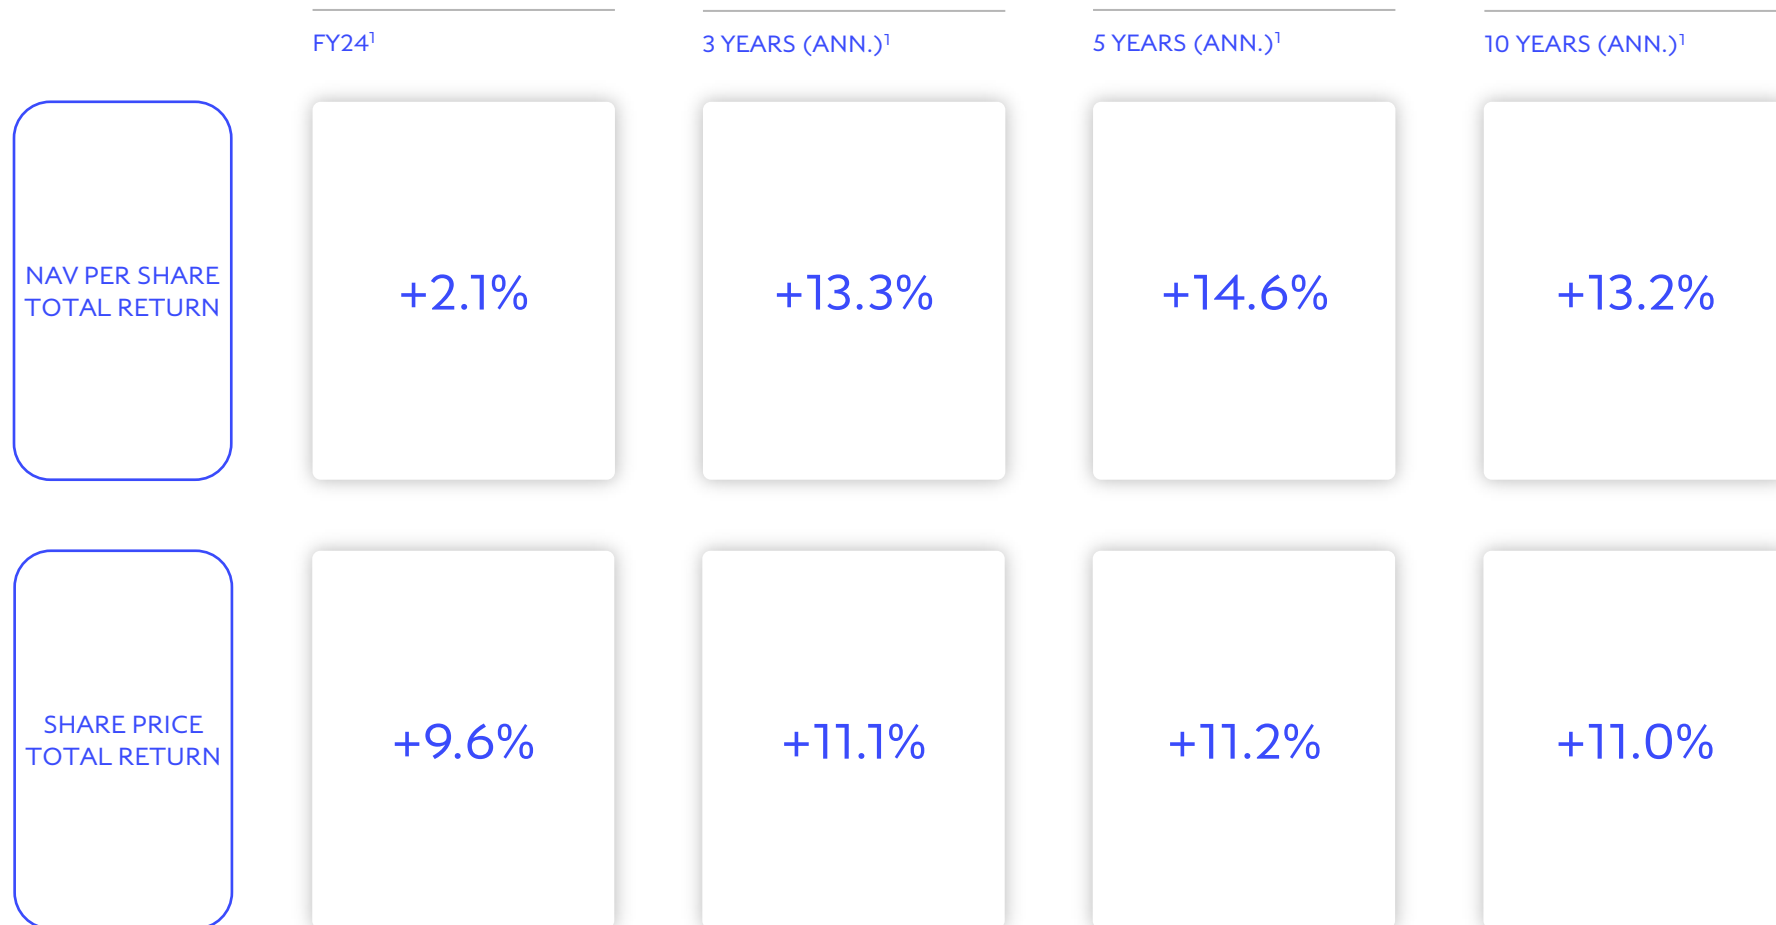 FY24¹
3 YEARS (ANN.)¹
5 YEARS (ANN.)¹
10 YEARS (ANN.)¹
NAV PER SHARE
TOTAL RETURN
+2.1%
+13.3%
+14.6%
+13.2%
SHARE PRICE
TOTAL RETURN
+9.6%
+11.1%
+11.2%
+11.0%